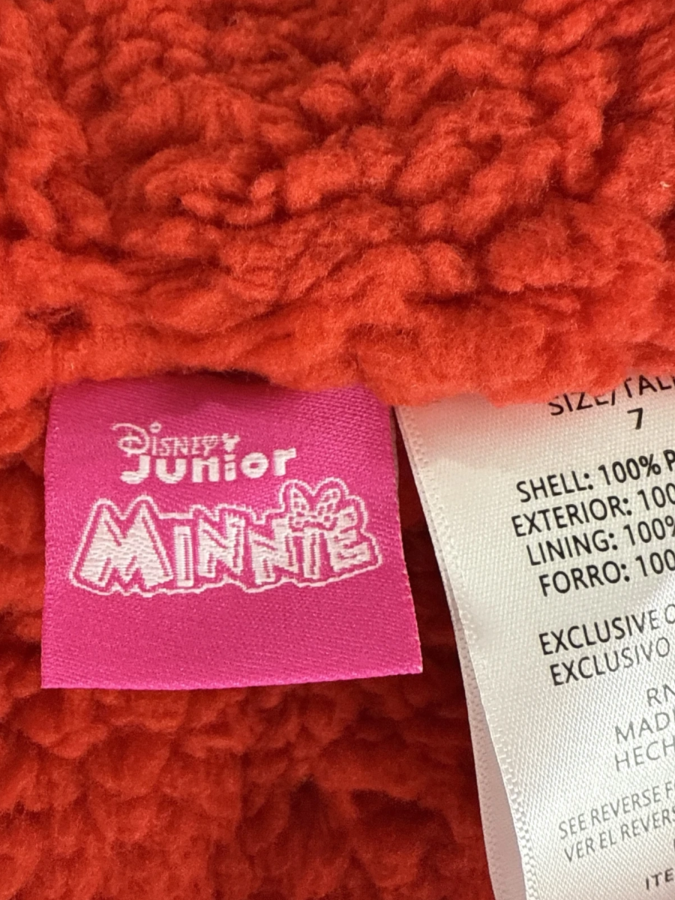 Disney
Junior
MINNIE
SIZE/TALL
7
SHELL: 100% P
EXTERIOR: 100
LINING: 100%
FORRO: 100
EXCLUSIVE O
EXCLUSIVO
RN
MADE
HECH
SEE REVERSE F
VER EL REVERS
ITE